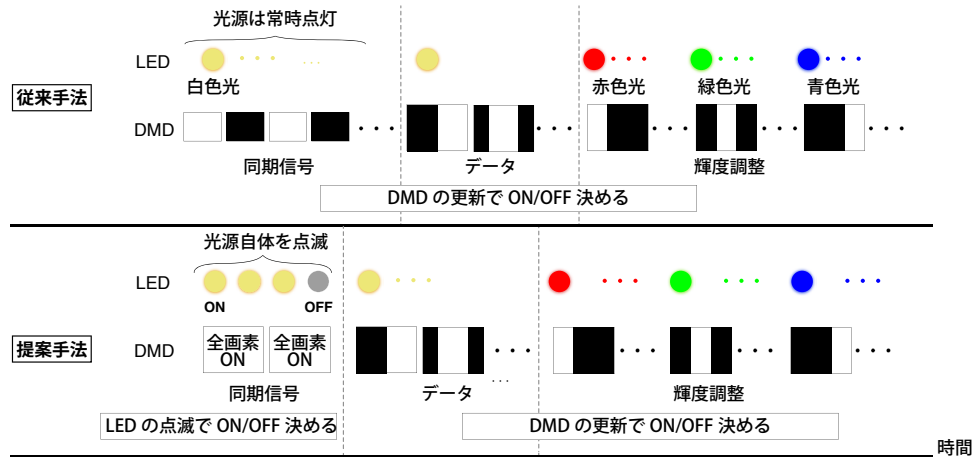 光源は常時点灯
LED
白色光
赤色光
緑色光
青色光
従来手法
DMD
同期信号
データ
輝度調整
DMD の更新で ON/OFF 決める
光源自体を点滅
LED
ON
OFF
提案手法
DMD
全画素
ON
全画素
ON
同期信号
データ
輝度調整
LED の点滅で ON/OFF 決める
DMD の更新で ON/OFF 決める
時間